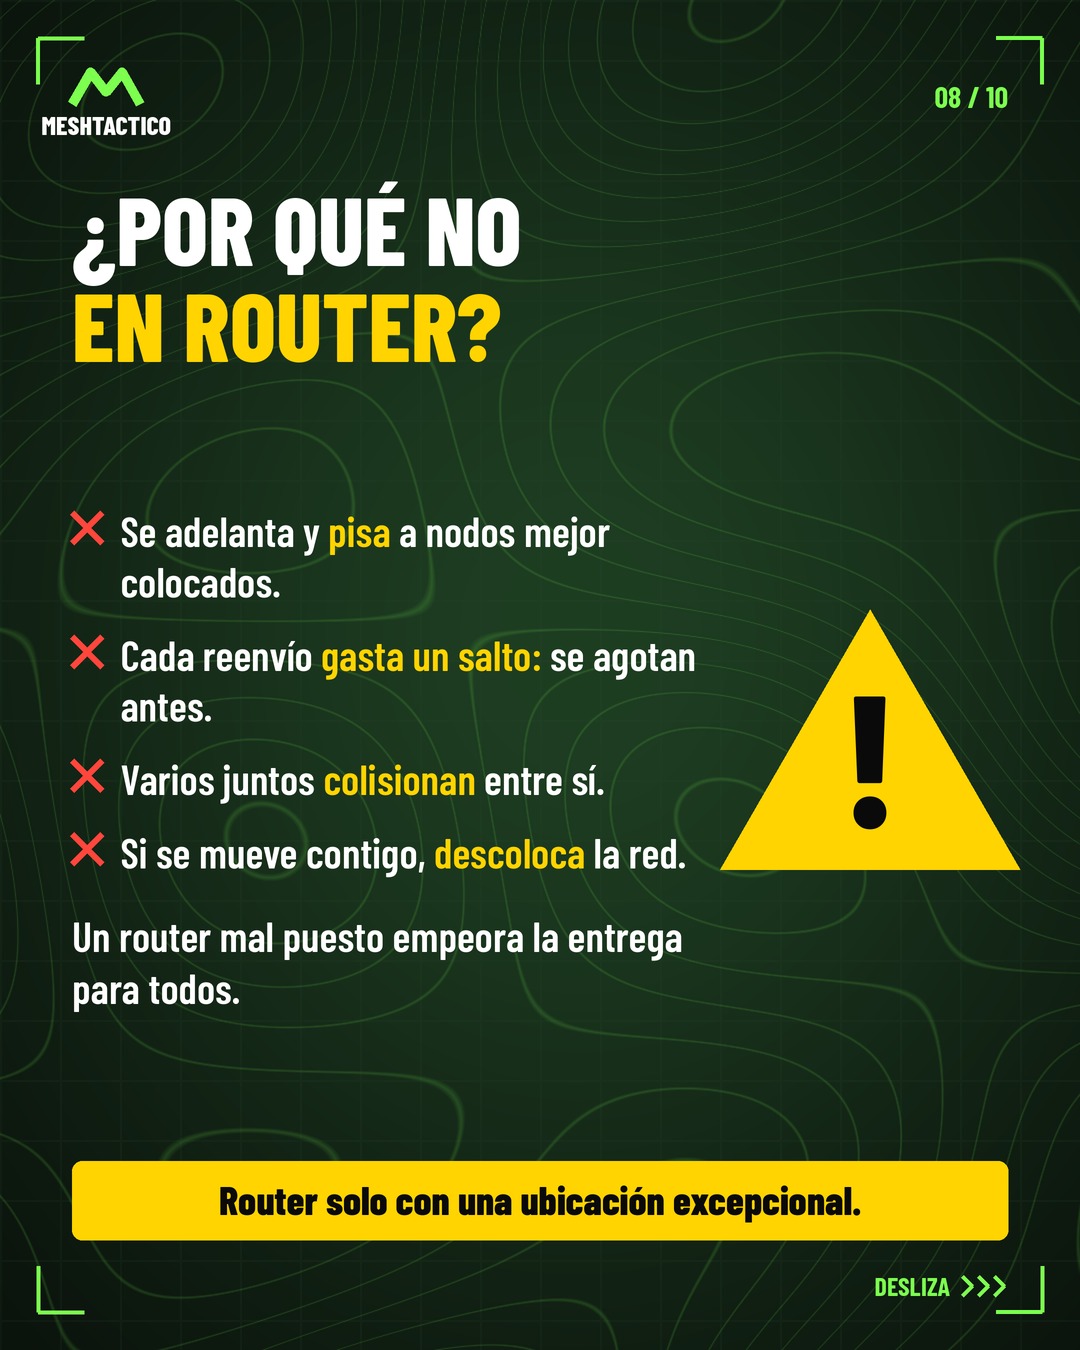 MESHTACTICO
08 / 10
¿POR QUÉ NO
EN ROUTER?
Se adelanta y pisa a nodos mejor
colocados.
Cada reenvío gasta un salto: se agotan
antes.
Varios juntos colisionan entre sí.
Si se mueve contigo, descoloca la red.
!
Un router mal puesto empeora la entrega
para todos.
Router solo con una ubicación excepcional.
DESLIZA >>>